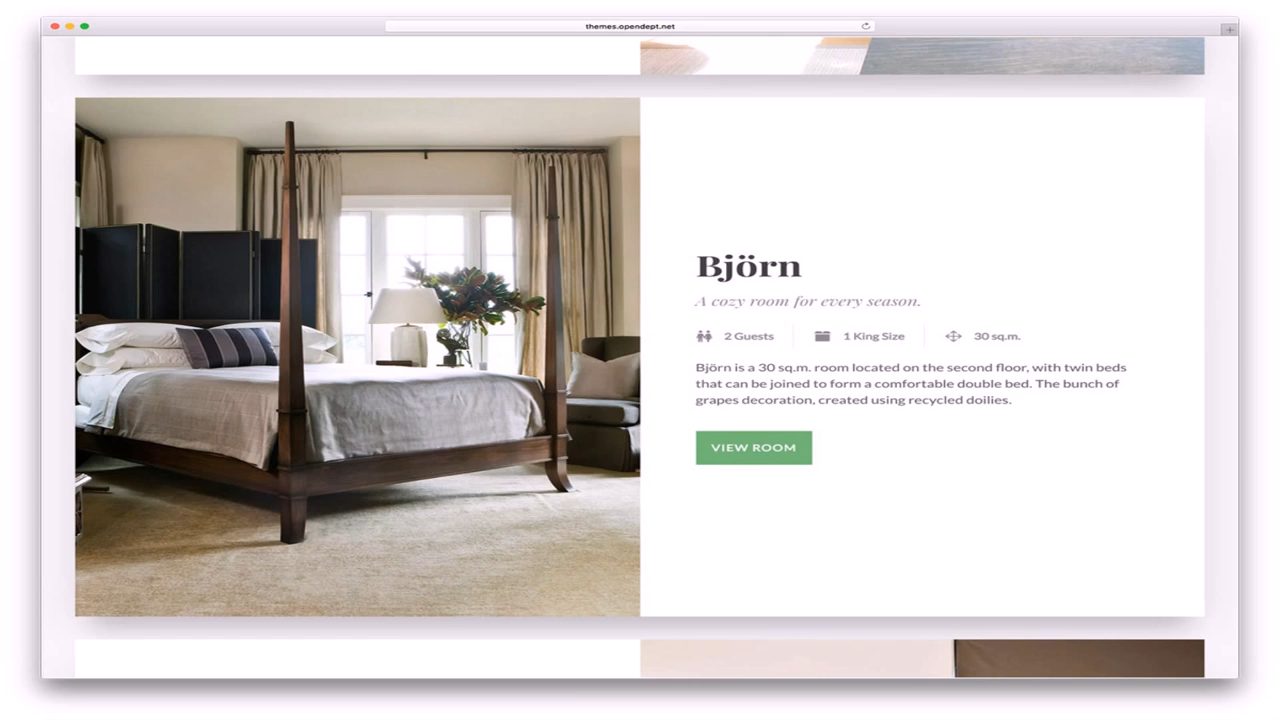 themes.opendept.net
Björn
A cozy room for every season.
2 Guests 1 King Size 30 sq.m.
Björn is a 30 sq.m. room located on the second floor, with twin beds
that can be joined to form a comfortable double bed. The bunch of
grapes decoration, created using recycled doilies.
VIEW ROOM